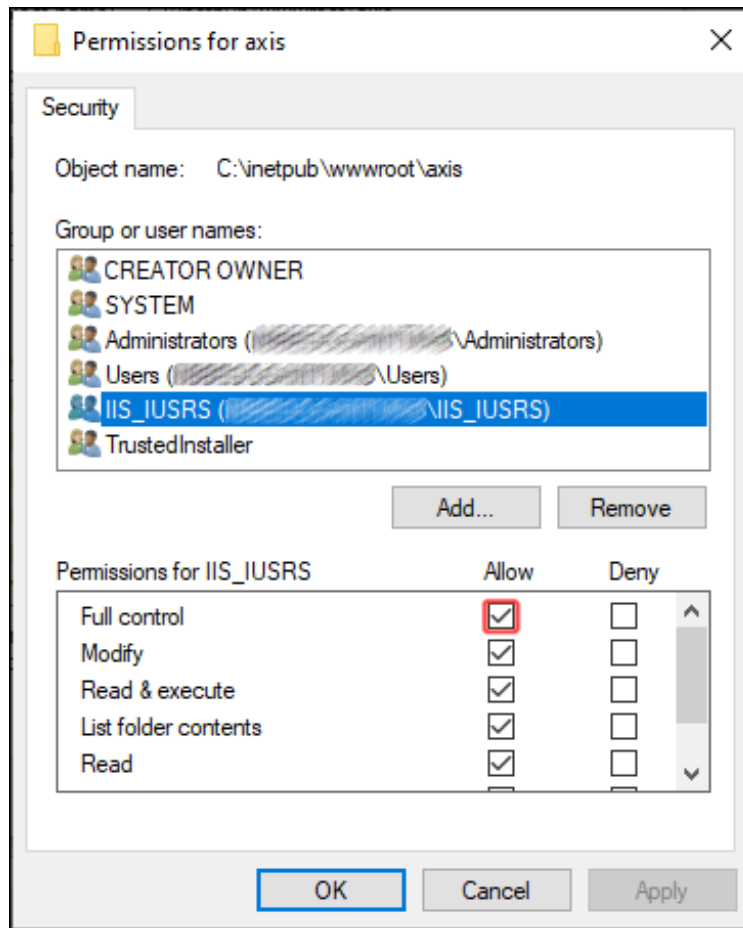 Permissions for axis
Security
Object name: C:\inetpub\wwwroot\axis
Group or user names:
CREATOR OWNER
SYSTEM
Administrators (\Administrators)
Users (\Users)
IIS_IUSRS (\IIS_IUSRS)
TrustedInstaller
Add... Remove
Permissions for IIS_IUSRS Allow Deny
Full control
Modify
Read & execute
List folder contents
Read
OK Cancel Apply